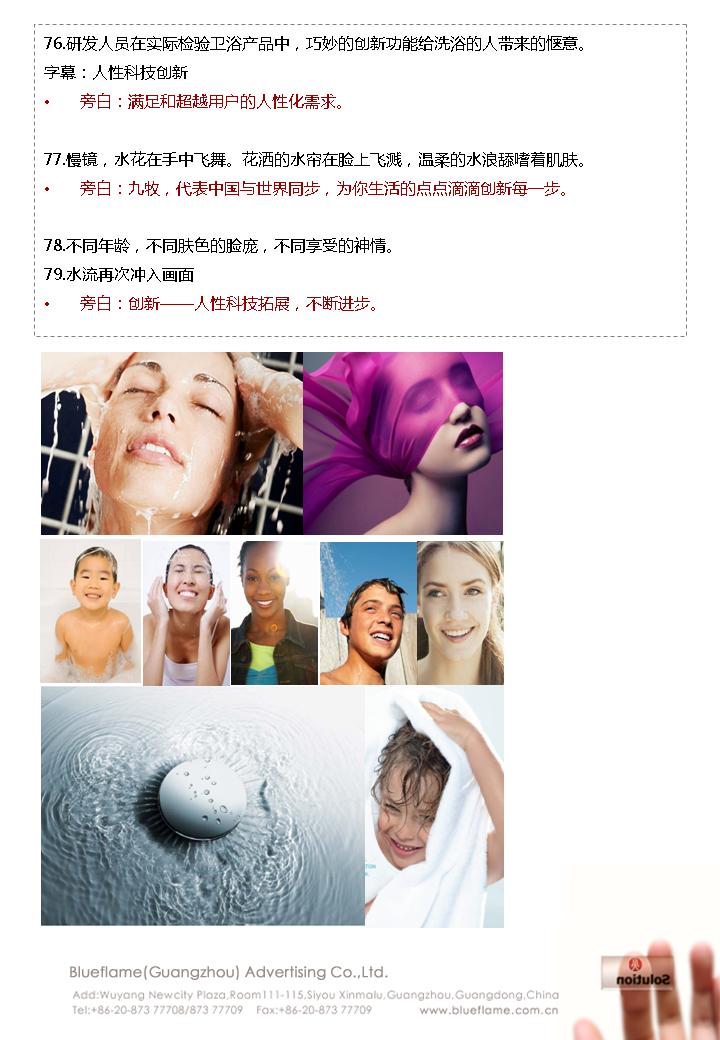 76.研发人员在实际检验卫浴产品中，巧妙的创新功能给洗浴的人带来的惬意。
字幕：人性科技创新
• 旁白：满足和超越用户的人性化需求。
77.慢镜，水花在手中飞舞。花洒的水帘在脸上飞溅，温柔的水浪舔嗜着肌肤。
• 旁白：九牧，代表中国与世界同步，为你生活的点点滴滴创新每一步。
78.不同年龄，不同肤色的脸庞，不同享受的神情。
79.水流再次冲入画面
• 旁白：创新——人性科技拓展，不断进步。
Blueflame(Guangzhou) Advertising Co.,Ltd.
Add:Wuyang Newcity Plaza,Room111-115,Siyou Xinmalu,Guangzhou,Guangdong,China
Tel:+86-20-873 77708/873 77709 Fax:+86-20-873 77709 www.blueflame.com.cn
Solution